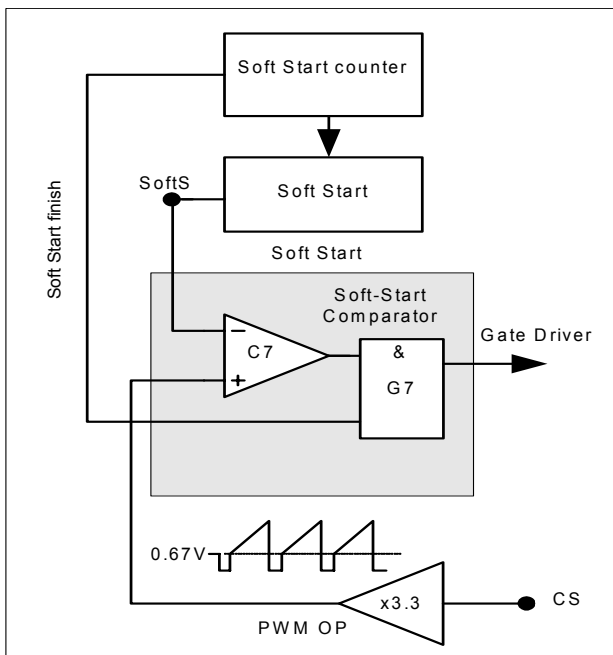 Soft Start counter
SoftS
Soft Start
Soft Start finish
Soft Start
Soft-Start
Comparator
Gate Driver
−
C7
+
&
G7
0.67V
x3.3
CS
PWM OP